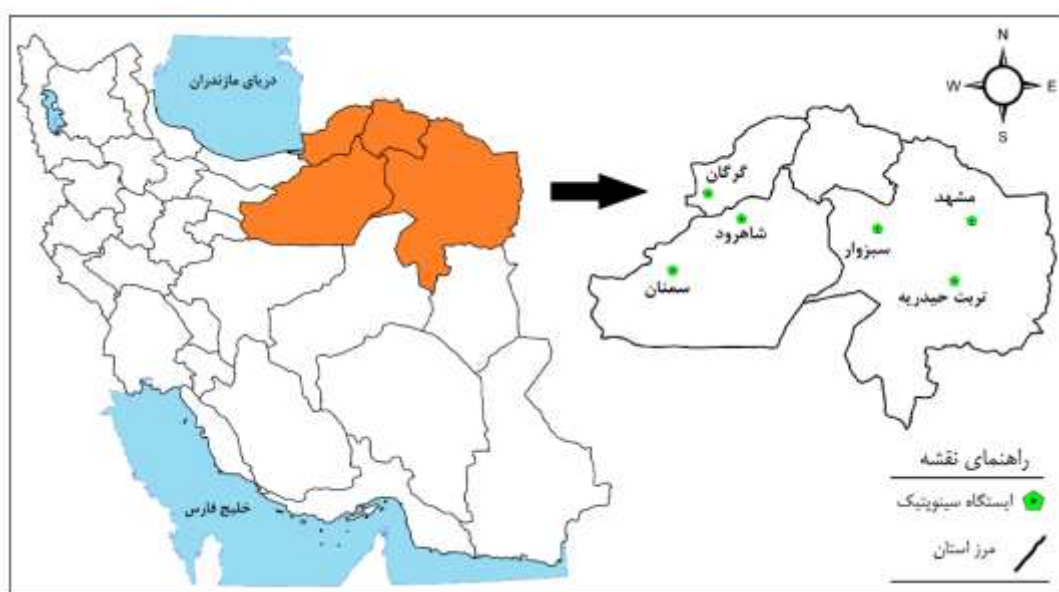 دریای مازندران
خلیج فارس
N
W
E
S
گرگان
شاهرود
سمنان
سبزوار
مشهد
تربت حیدریه
راهنمای نقشه
ایستگاه سینوپتیک
مرز استان